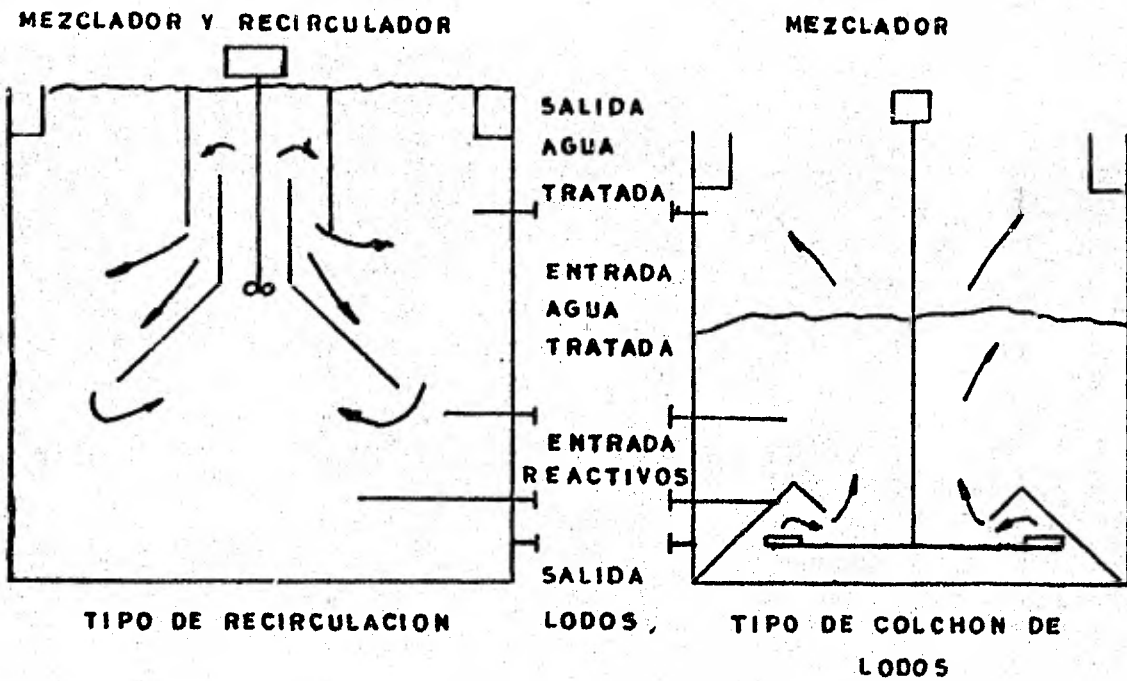 MEZCLADOR Y RECIRCULADOR
MEZCLADOR
SALIDA
AGUA
TRATADA
ENTRADA
AGUA
TRATADA
ENTRADA
REACTIVOS
SALIDA
LODOS,
TIPO DE RECIRCULACION
TIPO DE COLCHON DE
LODOS